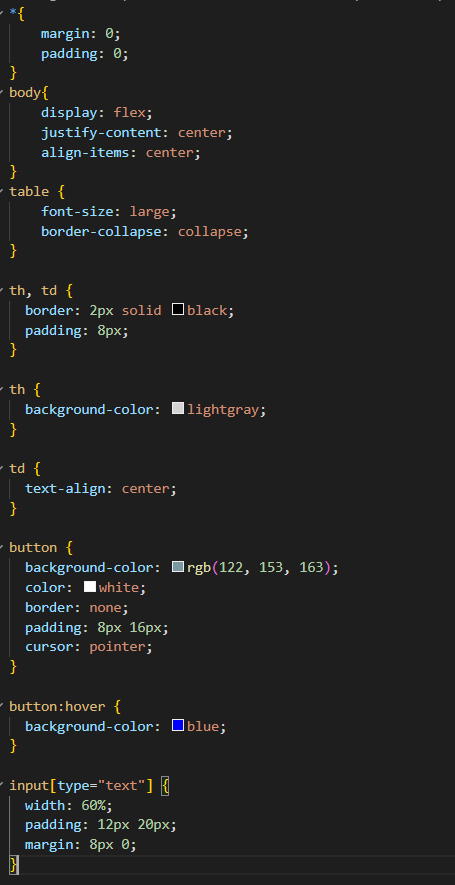 *{
    margin: 0;
    padding: 0;
}
body{
    display: flex;
    justify-content: center;
    align-items: center;
}
table {
    font-size: large;
    border-collapse: collapse;
}

th, td {
  border: 2px solid black;
  padding: 8px;
}

th {
  background-color: lightgray;
}

td {
  text-align: center;
}

button {
  background-color: rgb(122, 153, 163);
  color: white;
  border: none;
  padding: 8px 16px;
  cursor: pointer;
}

button:hover {
  background-color: blue;
}

input[type="text"] {
  width: 60%;
  padding: 12px 20px;
  margin: 8px 0;
}